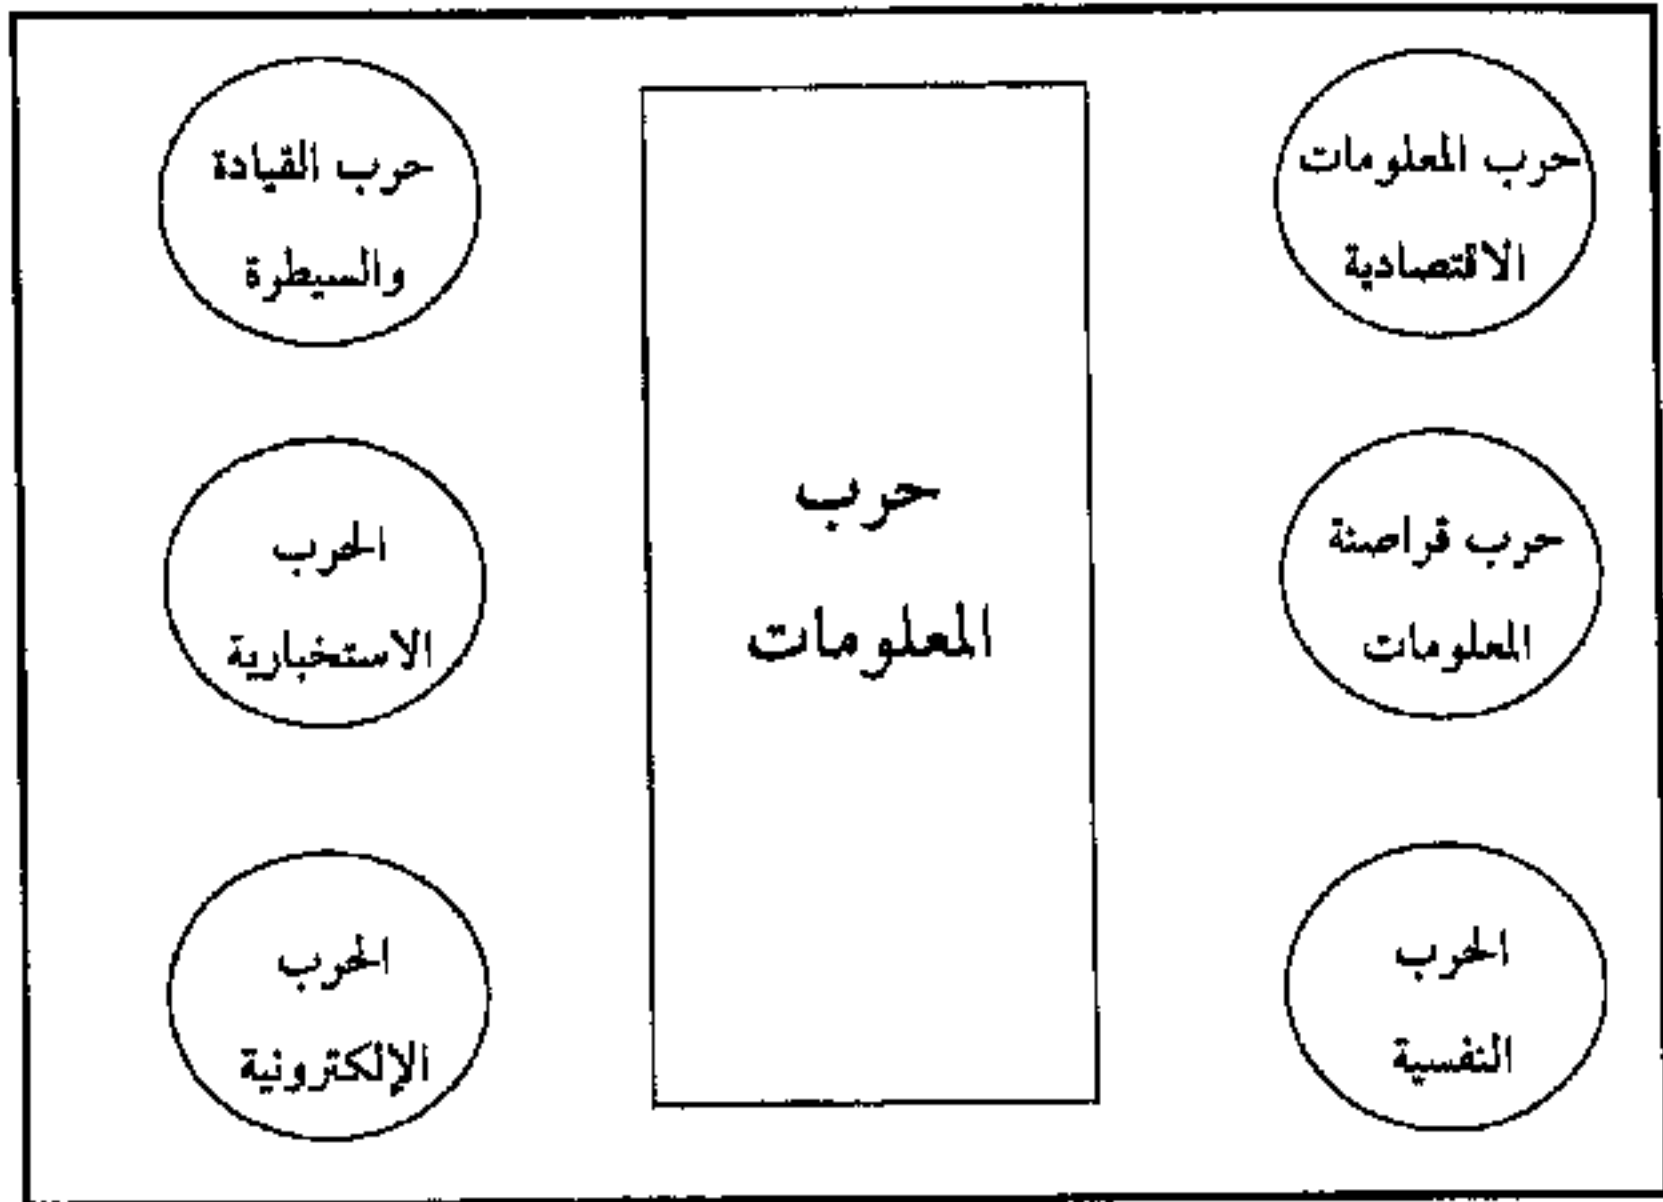 حرب المعلومات
الاقتصادية
حرب قراصنة
المعلومات
الحرب
النفسية
حرب
المعلومات
حرب القيادة
والسيطرة
الحرب
الاستخبارية
الحرب
الإلكترونية